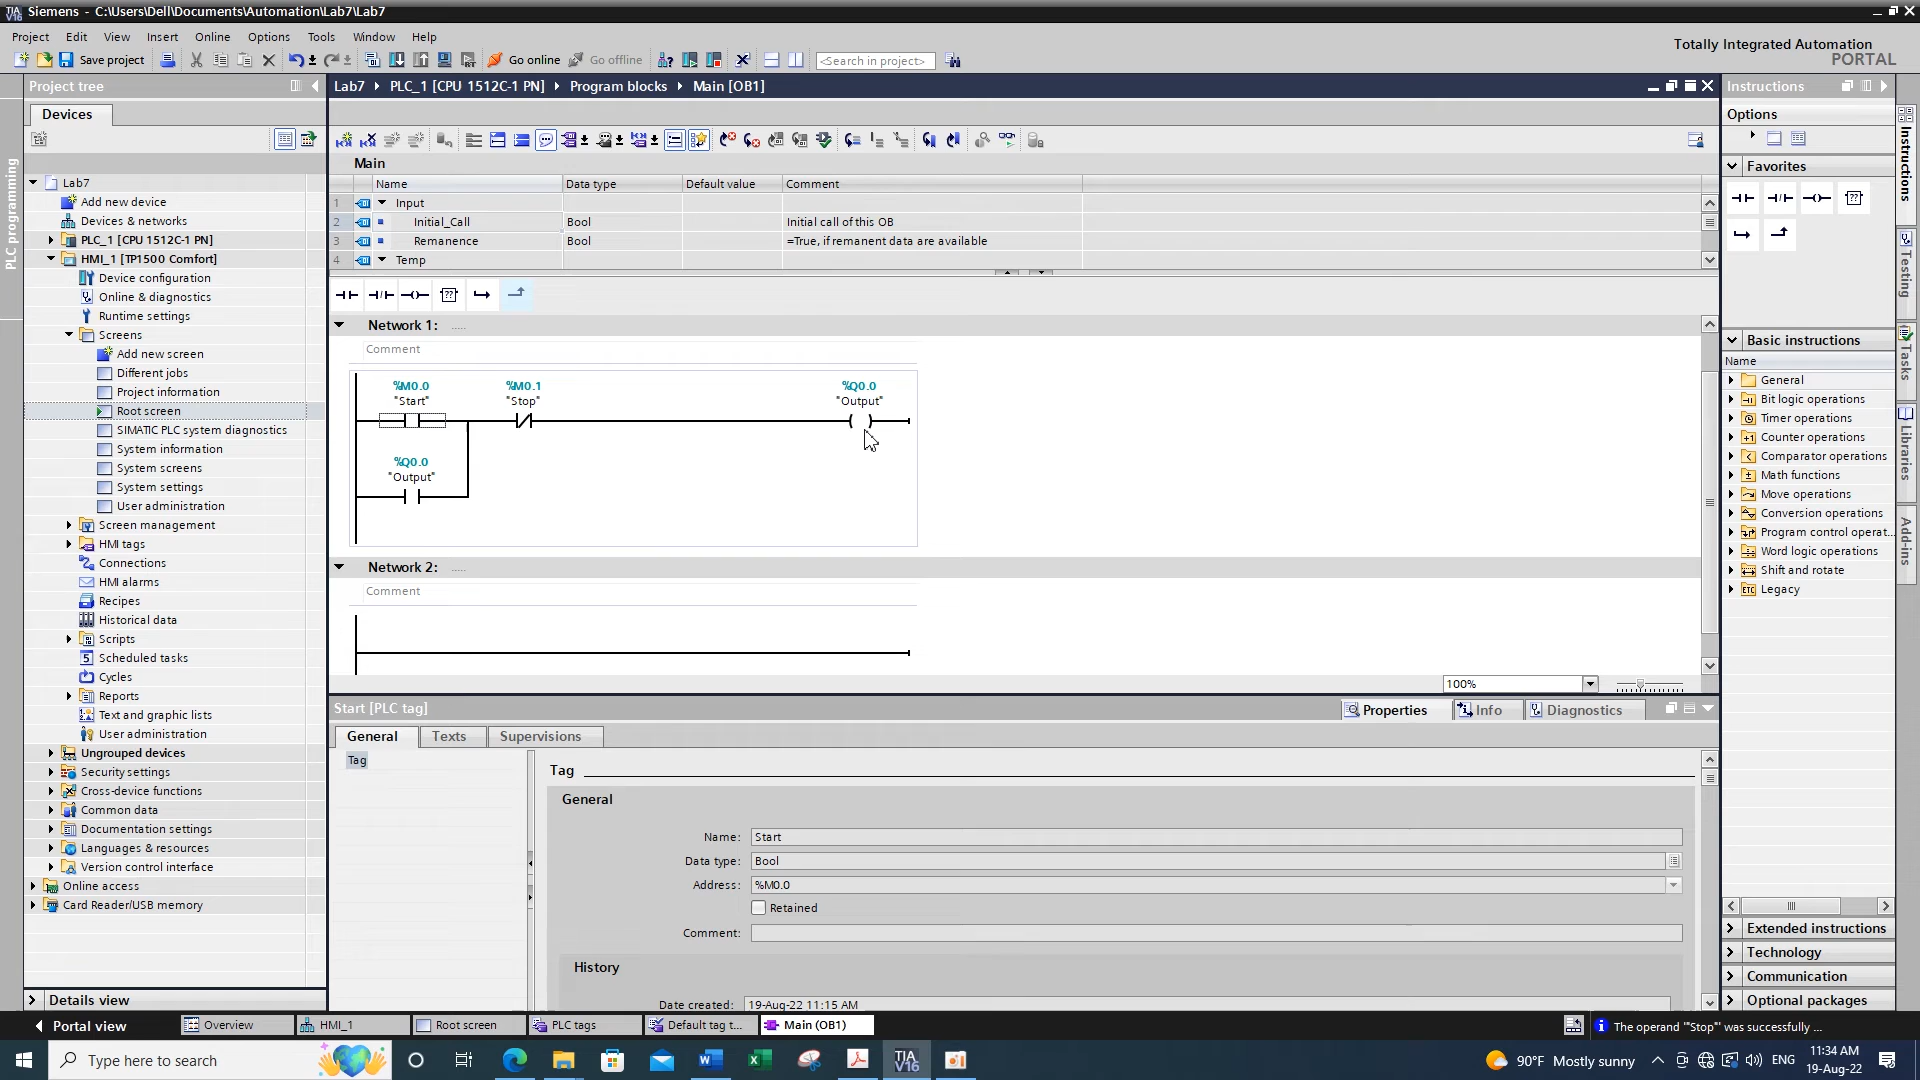 Siemens - C:\Users\Dell\Documents\Automation\Lab7\Lab7
Project Edit View Insert Online Options Tools Window Help
Totally Integrated Automation
PORTAL
Save project
Go online
Go offline
<Search in project>
Project tree
Lab7 PLC_1 [CPU 1512C-1 PN] Program blocks Main [OB1]
Instructions
Devices
Options
PLC programming
Main
Name Data type Default value Comment
1 Input
2 Initial_Call Bool Initial call of this OB
3 Remanence Bool =True, if remanent data are available
4 Temp
Lab7
Add new device
Devices & networks
PLC_1 [CPU 1512C-1 PN]
HMI_1 [TP1500 Comfort]
Device configuration
Online & diagnostics
Runtime settings
Screens
Add new screen
Different jobs
Project information
Root screen
SIMATIC PLC system diagnostics
System information
System screens
System settings
User administration
Screen management
HMI tags
Connections
HMI alarms
Recipes
Historical data
Scripts
Scheduled tasks
Cycles
Reports
Text and graphic lists
User administration
Ungrouped devices
Security settings
Cross-device functions
Common data
Documentation settings
Languages & resources
Version control interface
Online access
Card Reader/USB memory
Details view
Network 1: .....
Comment
%M0.0
"Start"
%M0.1
"Stop"
%Q0.0
"Output"
%Q0.0
"Output"
Network 2: .....
Comment
100%
Start [PLC tag]
Properties
Info
Diagnostics
General Texts Supervisions
Tag
Tag
General
Name: Start
Data type: Bool
Address: %M0.0
Retained
Comment:
History
Date created: 19-Aug-22 11:15 AM
Favorites
Basic instructions
Name
General
Bit logic operations
Timer operations
Counter operations
Comparator operations
Math functions
Move operations
Conversion operations
Program control operat...
Word logic operations
Shift and rotate
Legacy
Extended instructions
Technology
Communication
Optional packages
Instructions
Testing
Tasks
Libraries
Add-ins
Portal view
Overview
HMI_1
Root screen
PLC tags
Default tag t...
Main (OB1)
The operand '"Stop"' was successfully ...
Type here to search
TIA
V16
90°F Mostly sunny
ENG
11:34 AM
19-Aug-22